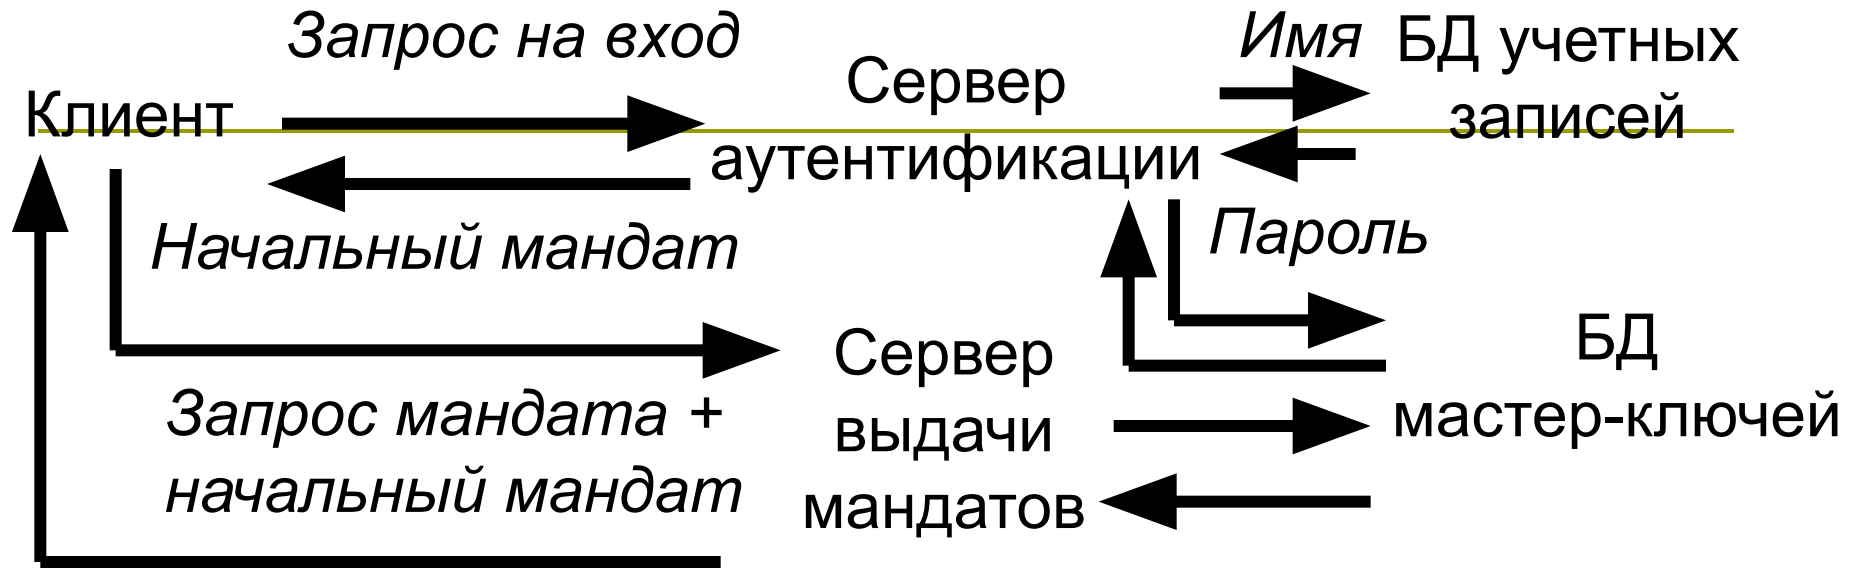 Запрос на вход
Имя
БД учетных
записей
Клиент
Сервер
аутентификации
Начальный мандат
Пароль
Сервер
выдачи
мандатов
БД
мастер-ключей
Запрос мандата +
начальный мандат